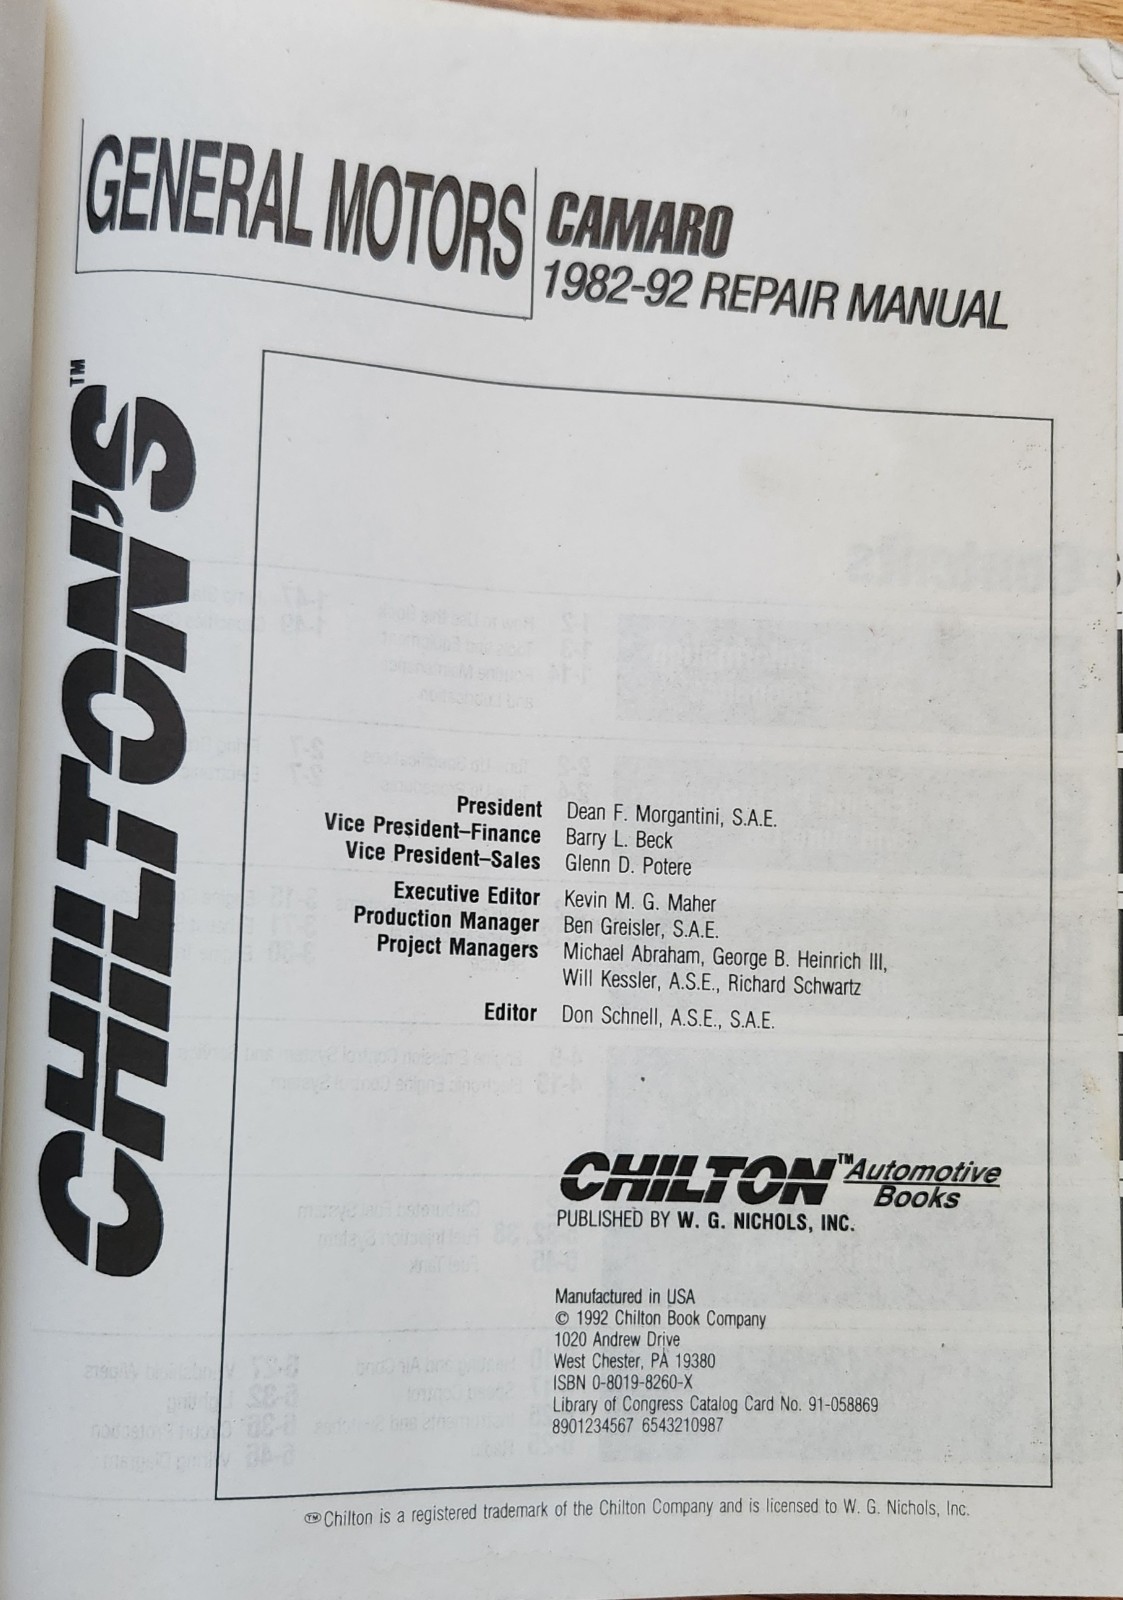 GENERAL MOTORS
CAMARO
1982-92 REPAIR MANUAL
CHILTON'S™
President Dean F. Morgantini, S.A.E.
Vice President–Finance Barry L. Beck
Vice President–Sales Glenn D. Potere
Executive Editor Kevin M. G. Maher
Production Manager Ben Greisler, S.A.E.
Project Managers Michael Abraham, George B. Heinrich III,
Will Kessler, A.S.E., Richard Schwartz
Editor Don Schnell, A.S.E., S.A.E.
CHILTON™ Automotive
Books
PUBLISHED BY W. G. NICHOLS, INC.
Manufactured in USA
© 1992 Chilton Book Company
1020 Andrew Drive
West Chester, PA 19380
ISBN 0-8019-8260-X
Library of Congress Catalog Card No. 91-058869
8901234567 6543210987
™Chilton is a registered trademark of the Chilton Company and is licensed to W. G. Nichols, Inc.